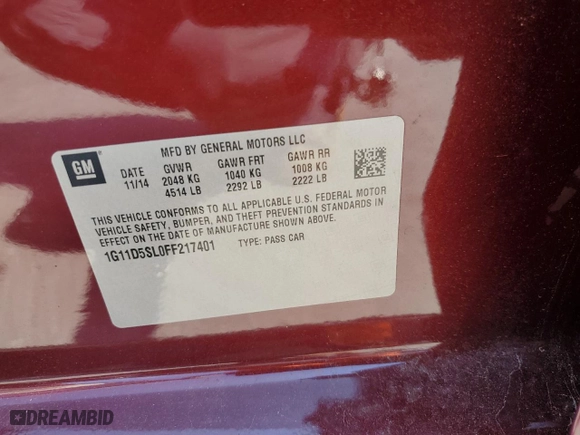 MFD BY GENERAL MOTORS LLC
GM
DATE GVWR GAWR FRT GAWR RR
11/14 2048 KG 1040 KG 1008 KG
4514 LB 2292 LB 2222 LB
THIS VEHICLE CONFORMS TO ALL APPLICABLE U.S. FEDERAL MOTOR
VEHICLE SAFETY, BUMPER, AND THEFT PREVENTION STANDARDS IN
EFFECT ON THE DATE OF MANUFACTURE SHOWN ABOVE.
1G11D5SL0FF217401 TYPE: PASS CAR
DREAMBID